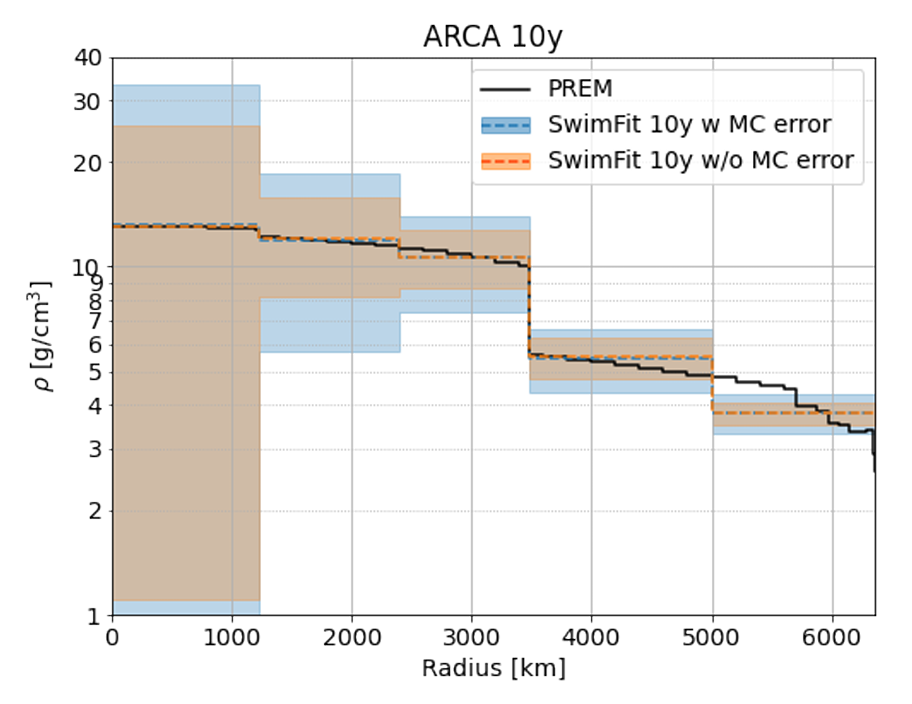 ARCA 10y
PREM
SwimFit 10y w MC error
SwimFit 10y w/o MC error
40
30
20
10
9
8
7
6
5
4
3
2
1
ρ [g/cm³]
0 1000 2000 3000 4000 5000 6000
Radius [km]